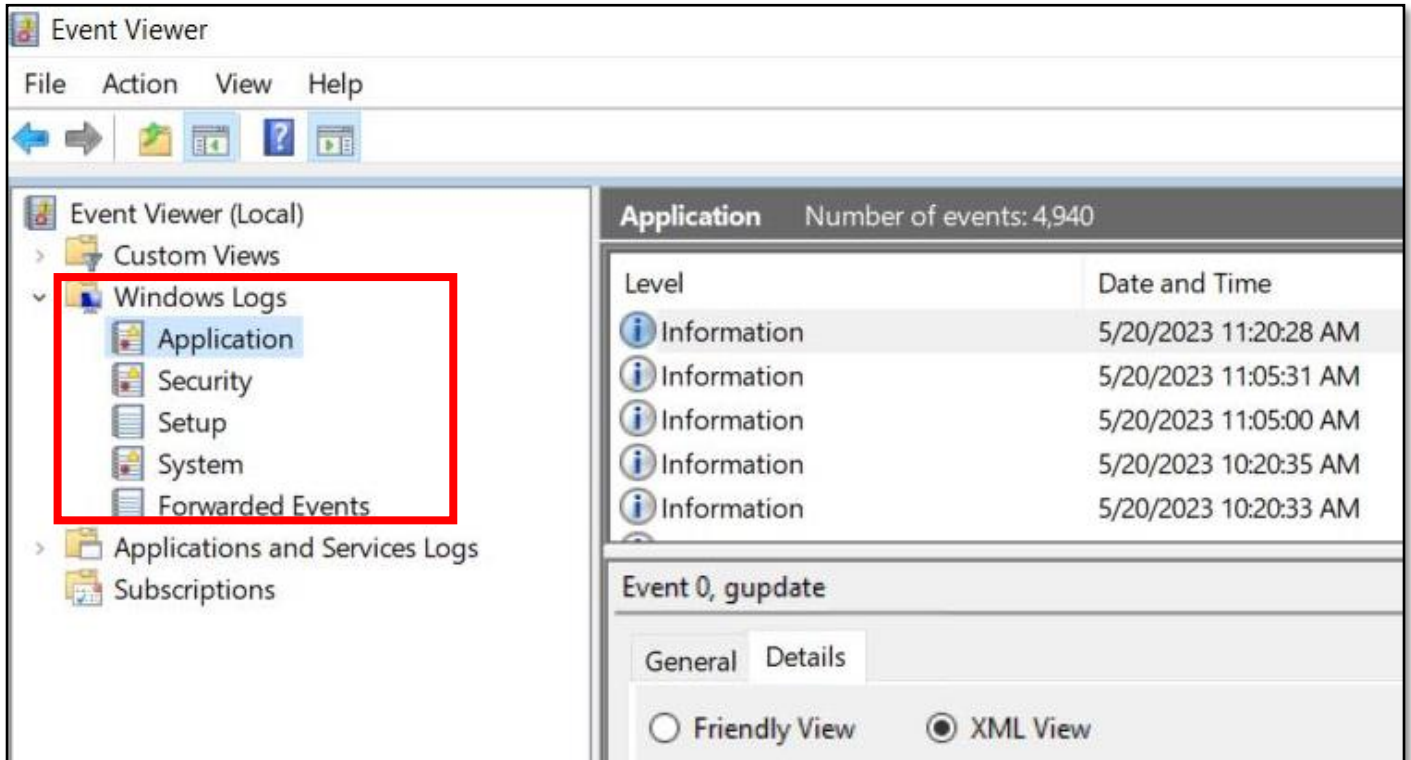 Event Viewer
File Action View Help
Event Viewer (Local)
Custom Views
Windows Logs
Application
Security
Setup
System
Forwarded Events
Applications and Services Logs
Subscriptions
Application Number of events: 4,940
Level Date and Time
Information 5/20/2023 11:20:28 AM
Information 5/20/2023 11:05:31 AM
Information 5/20/2023 11:05:00 AM
Information 5/20/2023 10:20:35 AM
Information 5/20/2023 10:20:33 AM
Event 0, gupdate
General Details
Friendly View XML View